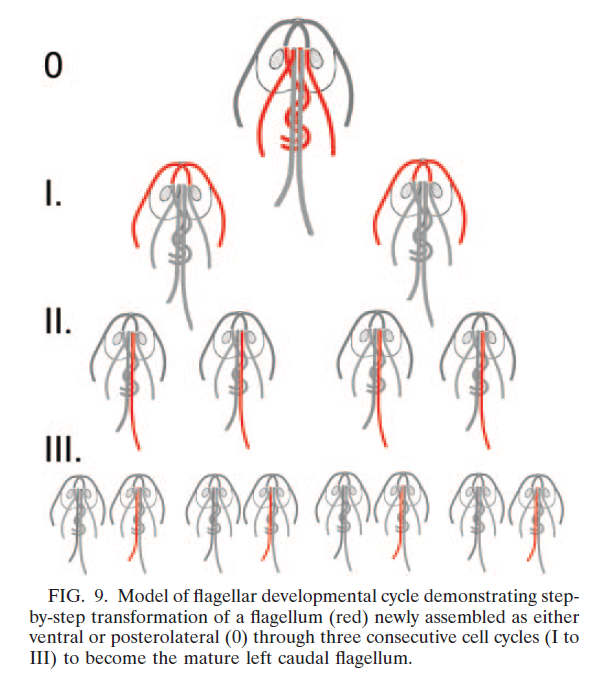 0
I.
II.
III.
FIG. 9. Model of flagellar developmental cycle demonstrating step-
by-step transformation of a flagellum (red) newly assembled as either
ventral or posterolateral (0) through three consecutive cell cycles (I to
III) to become the mature left caudal flagellum.